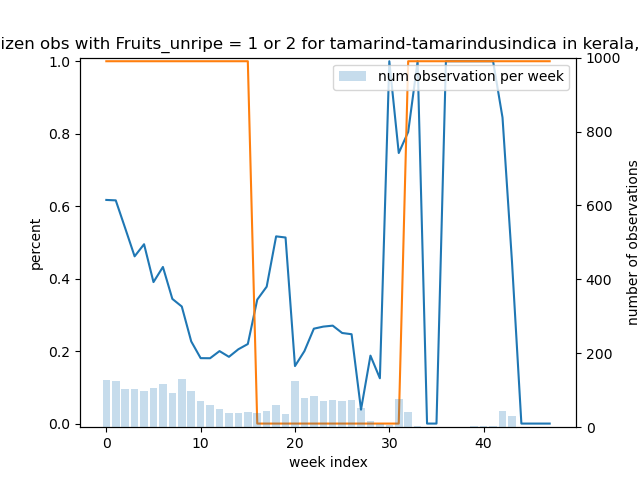 izen obs with Fruits_unripe = 1 or 2 for tamarind-tamarindusindica in kerala,
num observation per week
percent
1.0
0.8
0.6
0.4
0.2
0.0
1000
800
600
400
200
0
number of observations
0 10 20 30 40
week index